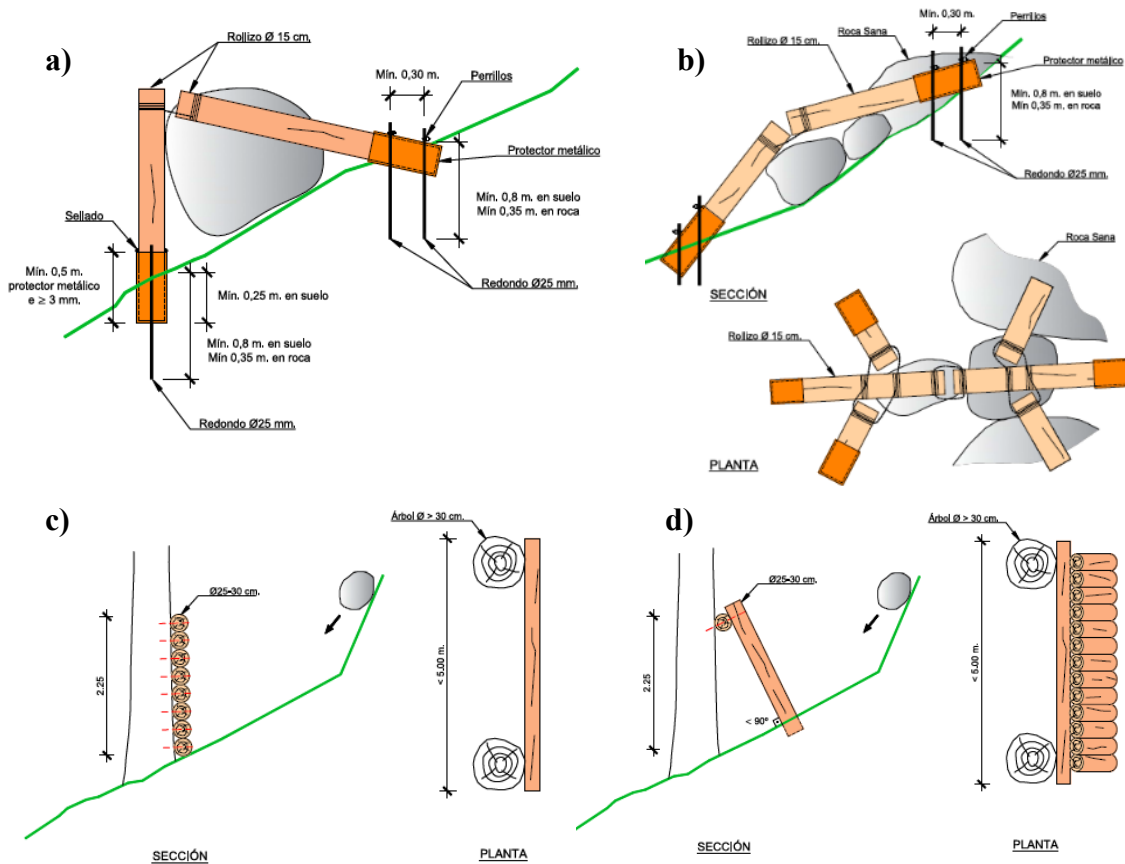 a)
Rollizo Ø 15 cm.
Mín. 0,30 m.
Perrillos
Protector metálico
Mín. 0,8 m. en suelo
Mín 0,35 m. en roca
Redondo Ø25 mm.
Sellado
Mín. 0,5 m.
protector metálico
e ≥ 3 mm.
Mín. 0,25 m. en suelo
Mín. 0,8 m. en suelo
Mín 0,35 m. en roca
Redondo Ø25 mm.
b)
Mín. 0,30 m.
Perrillos
Roca Sana
Rollizo Ø 15 cm.
Protector metálico
Mín. 0,8 m. en suelo
Mín 0,35 m. en roca
Redondo Ø25 mm.
SECCIÓN
Roca Sana
Rollizo Ø 15 cm.
PLANTA
c)
Árbol Ø > 30 cm.
Ø25-30 cm.
2.25
< 5.00 m.
SECCIÓN
PLANTA
d)
Árbol Ø > 30 cm.
Ø25-30 cm.
2.25
< 90º
< 5.00 m.
SECCIÓN
PLANTA